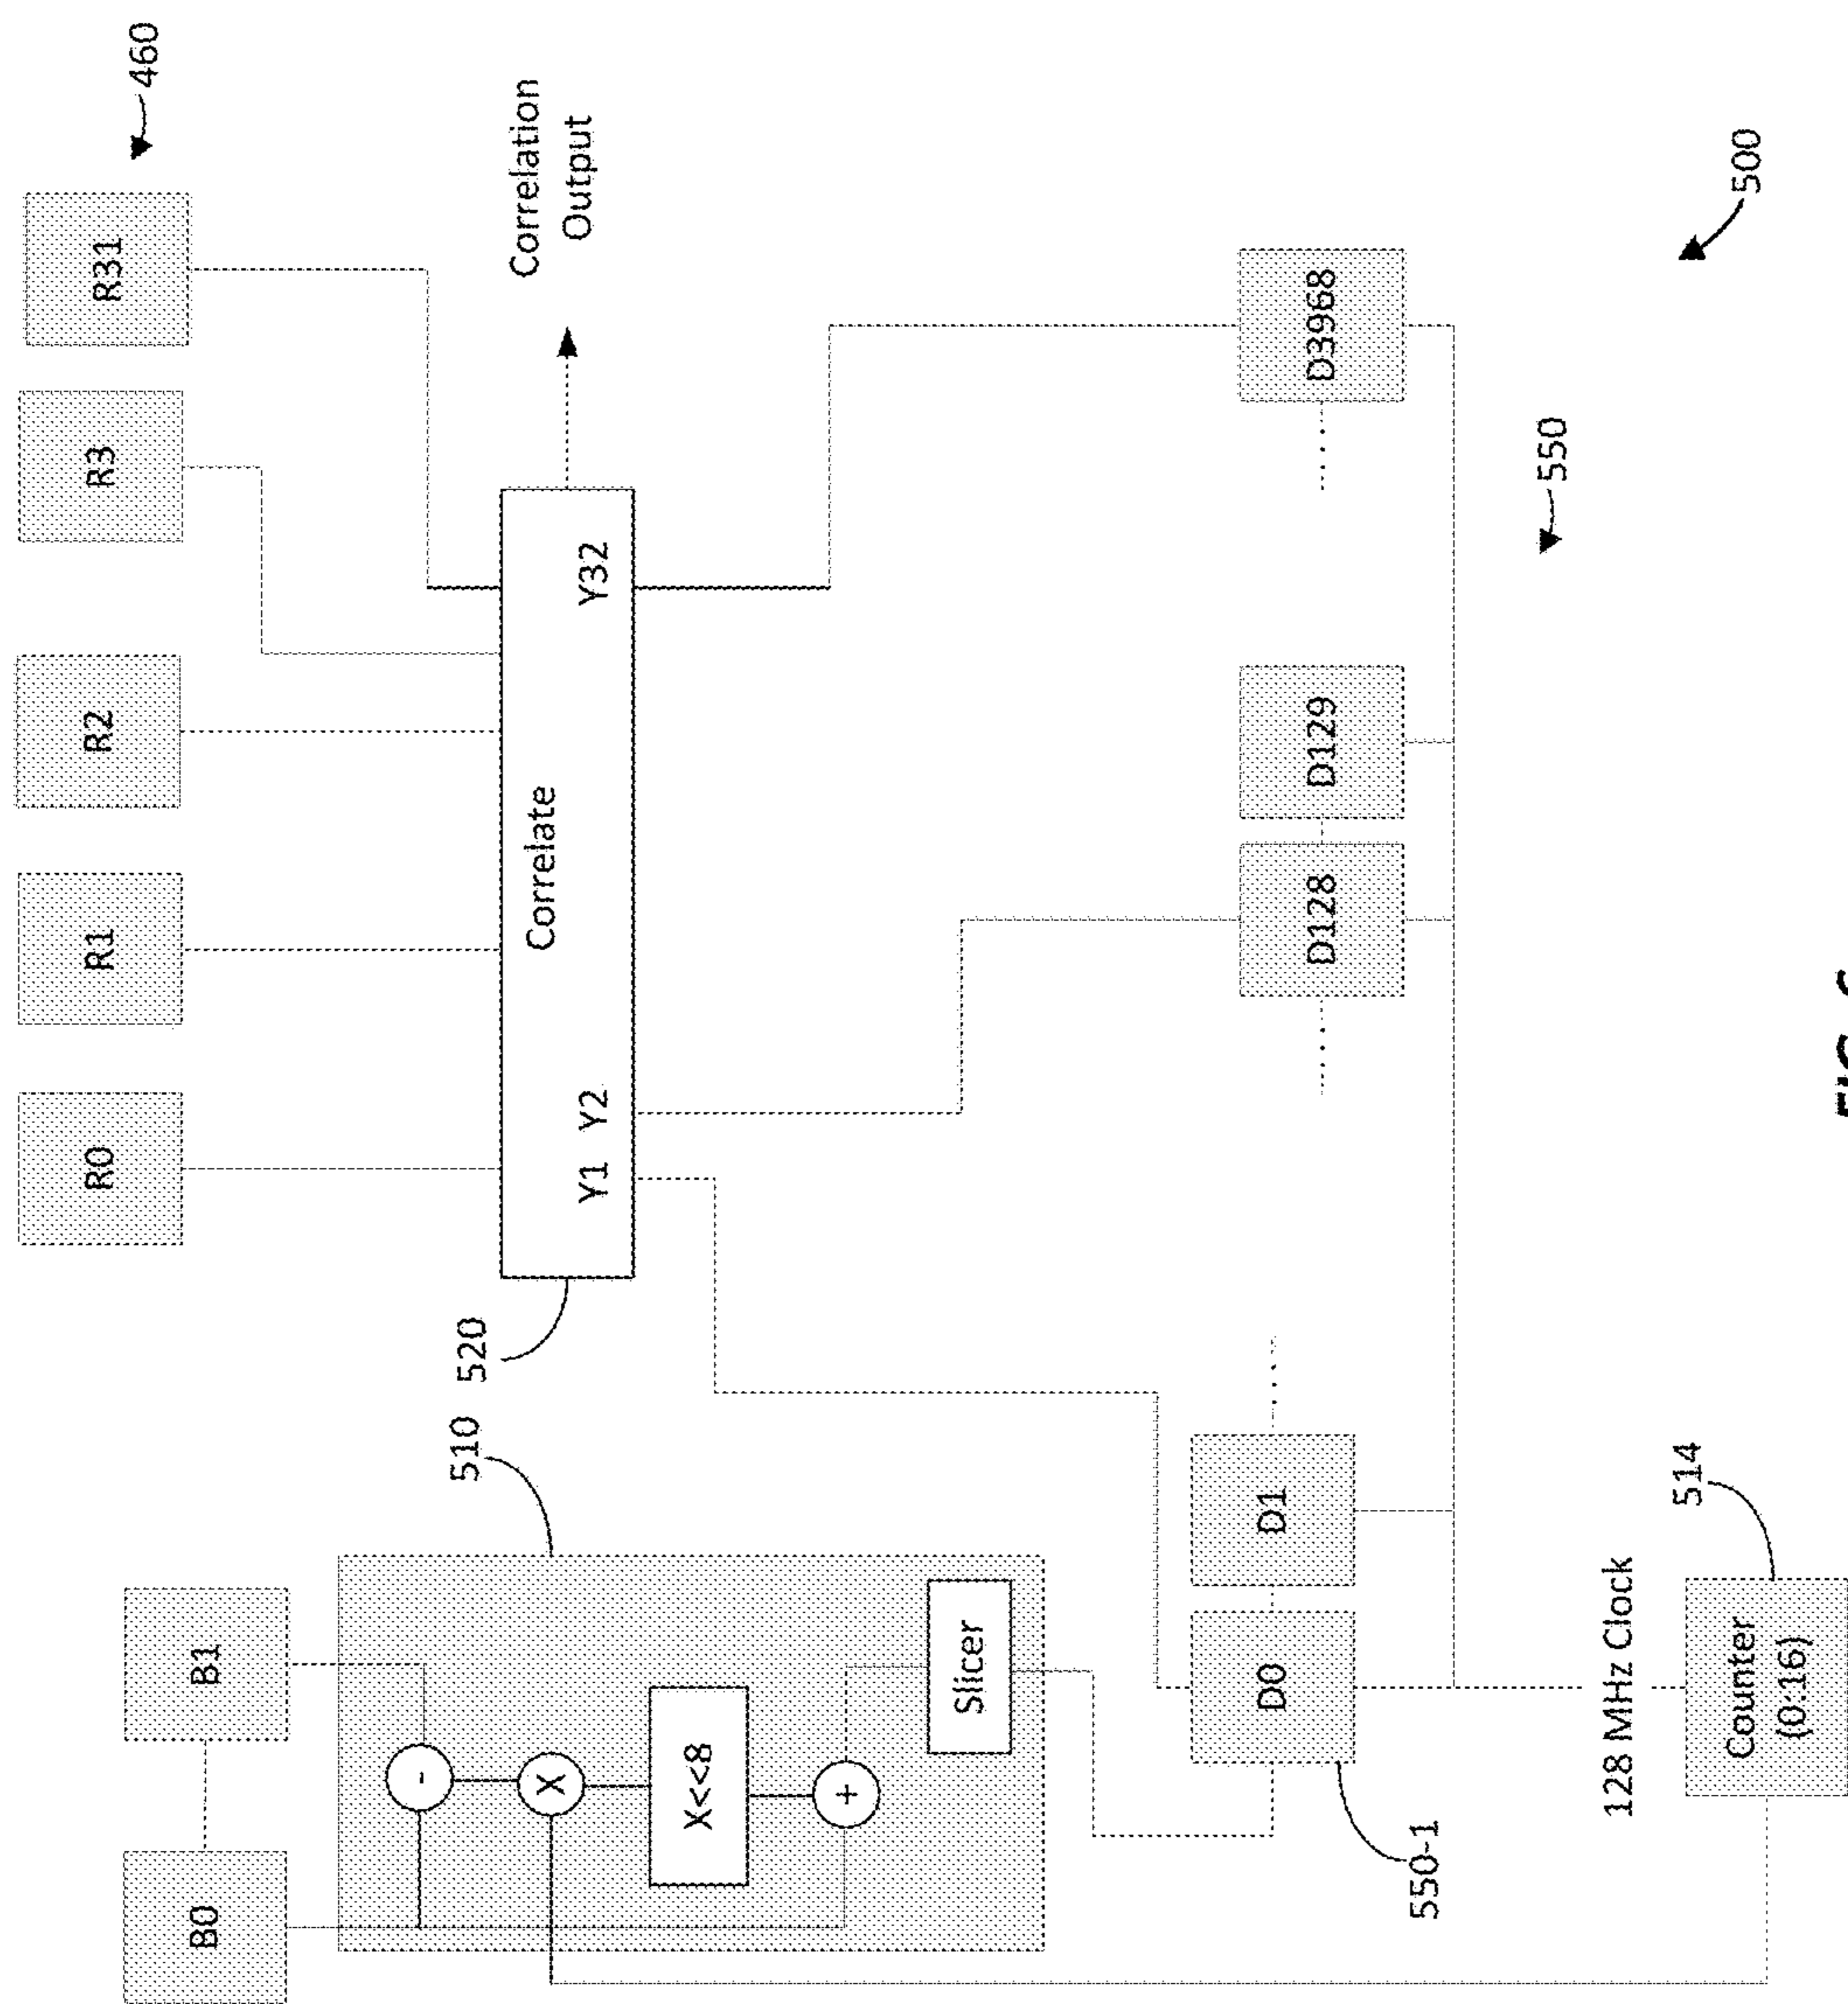 460
R0
R1
R2
R3
R31
B0
B1
510
520
Correlate
Y1
Y2
Y32
Correlation
Output
-
X
X<<8
+
Slicer
D0
D1
.....
.....
D128
D129
.....
D3968
550-1
550
128 MHz Clock
Counter
(0:16)
514
500